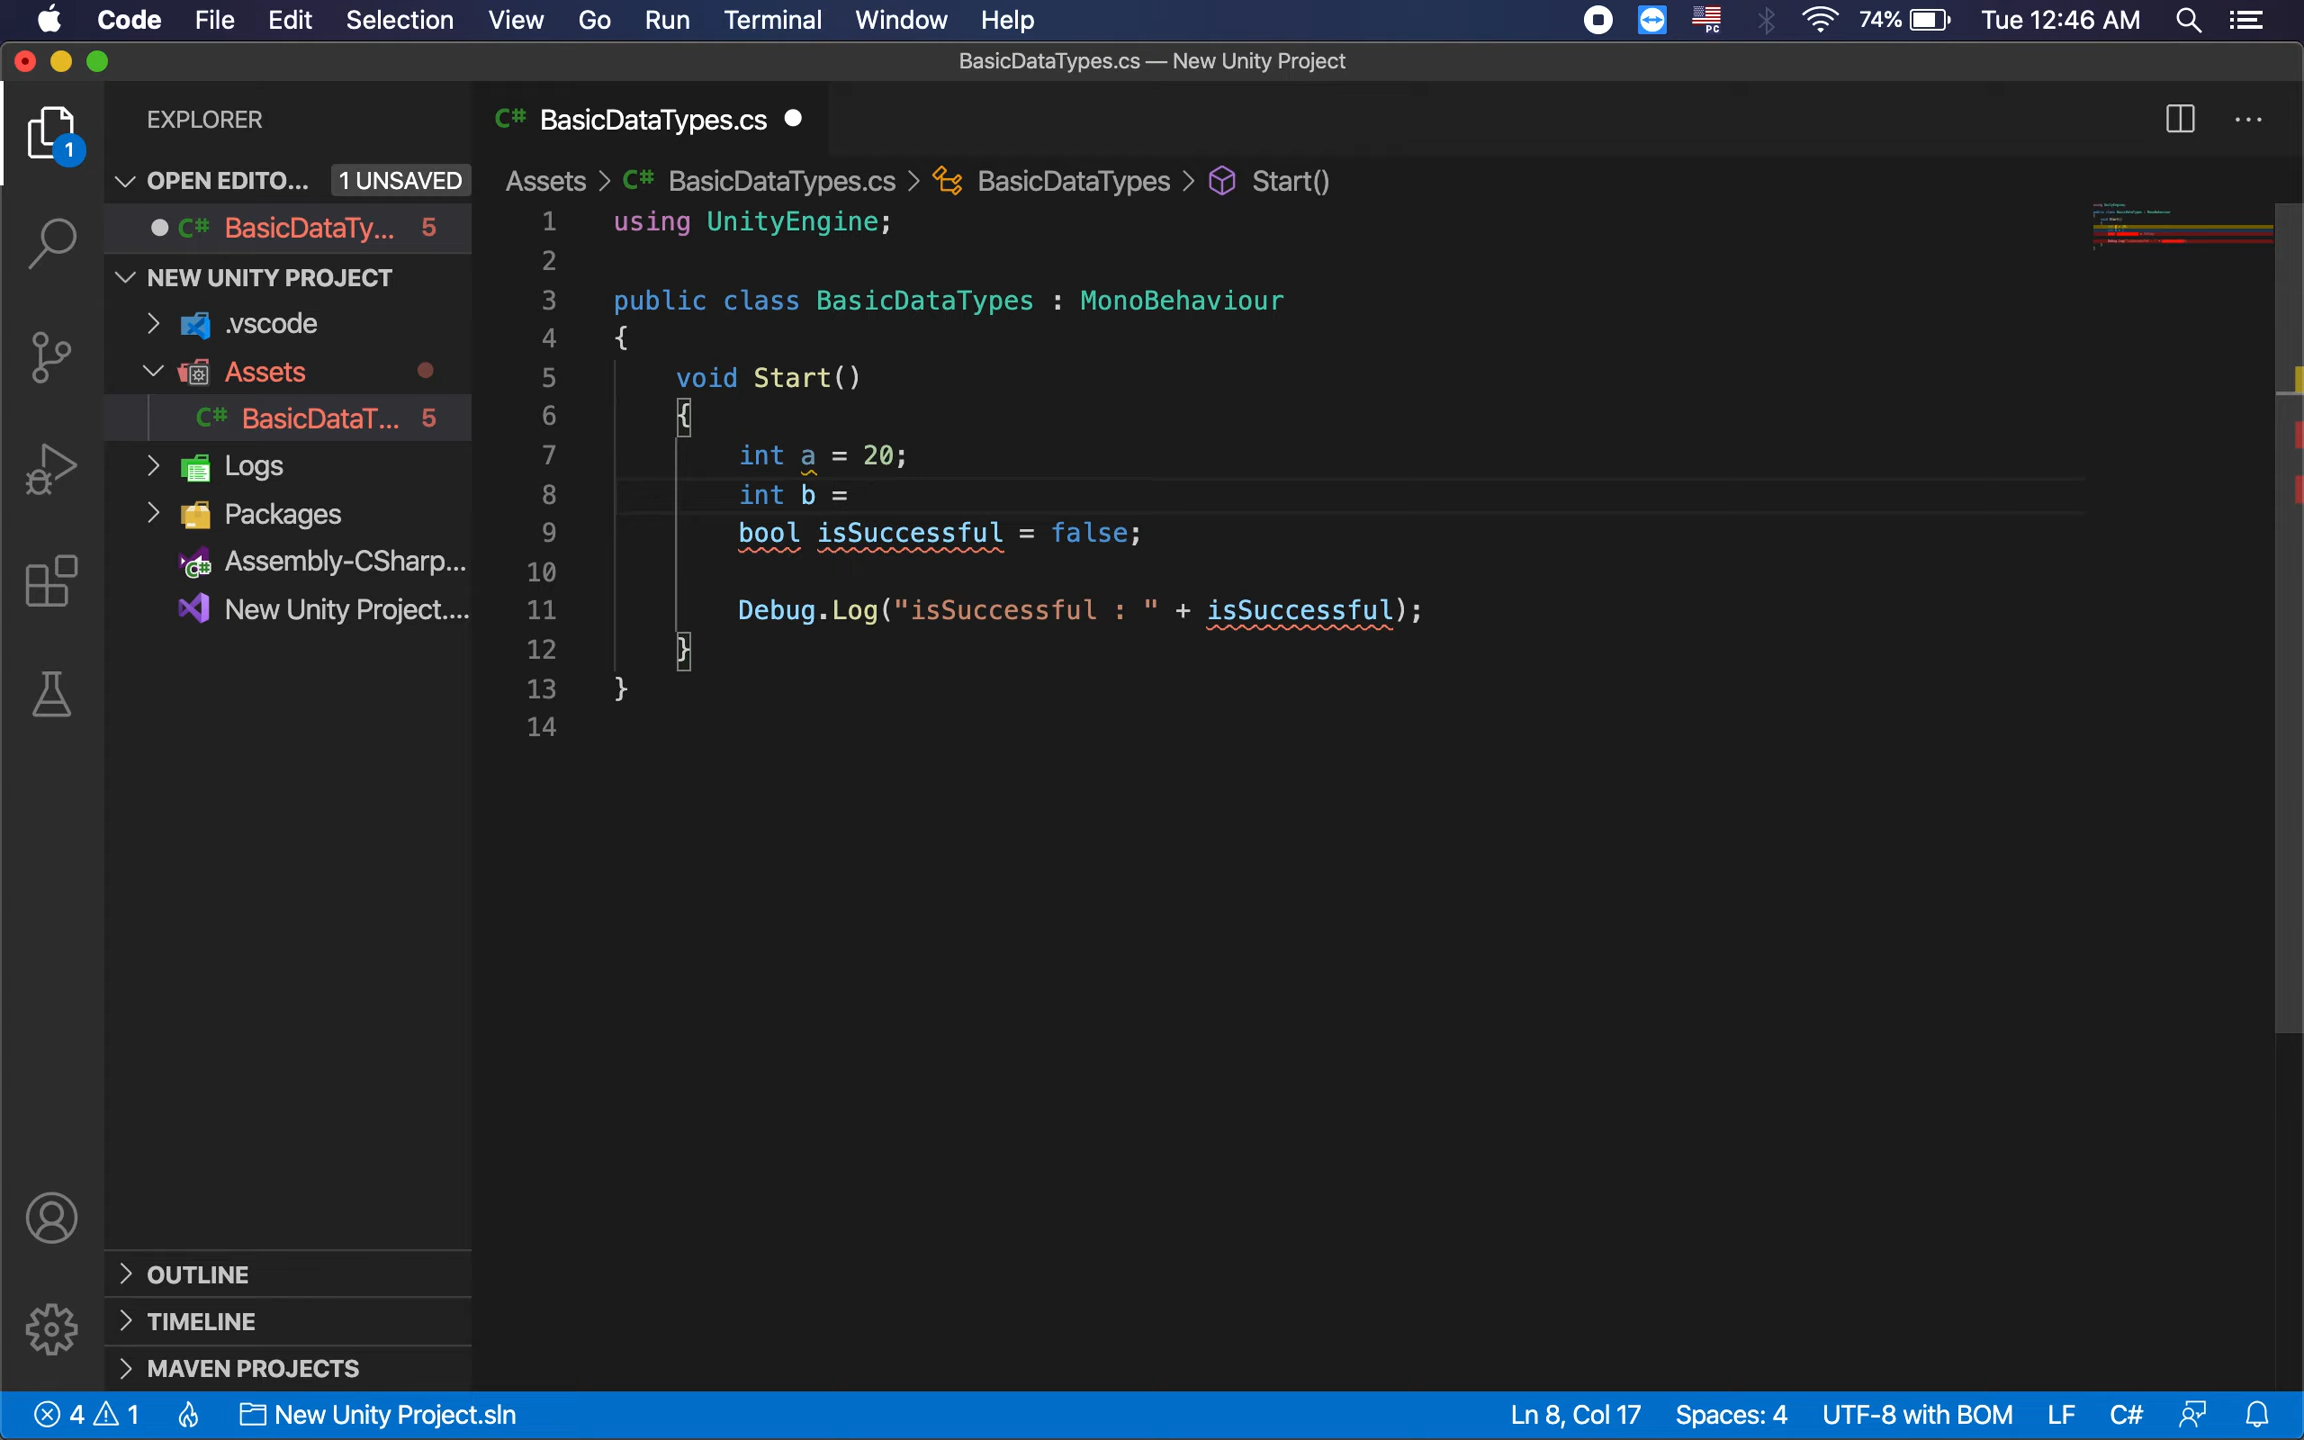 Code File Edit Selection View Go Run Terminal Window Help PC 74% Tue 12:46 AM
BasicDataTypes.cs — New Unity Project
EXPLORER
C# BasicDataTypes.cs
OPEN EDITO... 1 UNSAVED
Assets > C# BasicDataTypes.cs > BasicDataTypes > Start()
C# BasicDataTy... 5
NEW UNITY PROJECT
.vscode
Assets
C# BasicDataT... 5
Logs
Packages
Assembly-CSharp...
New Unity Project....
OUTLINE
TIMELINE
MAVEN PROJECTS
1
1 using UnityEngine;
2
3 public class BasicDataTypes : MonoBehaviour
4 {
5 void Start()
6 {
7 int a = 20;
8 int b =
9 bool isSuccessful = false;
10
11 Debug.Log("isSuccessful : " + isSuccessful);
12 }
13 }
14
4 1 New Unity Project.sln Ln 8, Col 17 Spaces: 4 UTF-8 with BOM LF C#